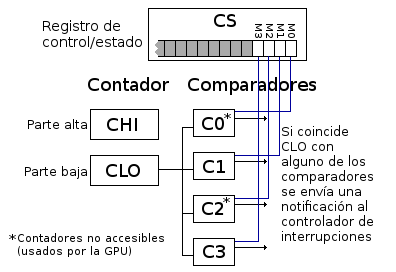 CS
Registro de
control/estado
M3
M2
M1
M0
Contador
Comparadores
Parte alta
CHI
Parte baja
CLO
C0*
C1
C2*
C3
Si coincide
CLO con
alguno de los
comparadores
se envía una
notificación al
controlador de
interrupciones
*Contadores no accesibles
(usados por la GPU)